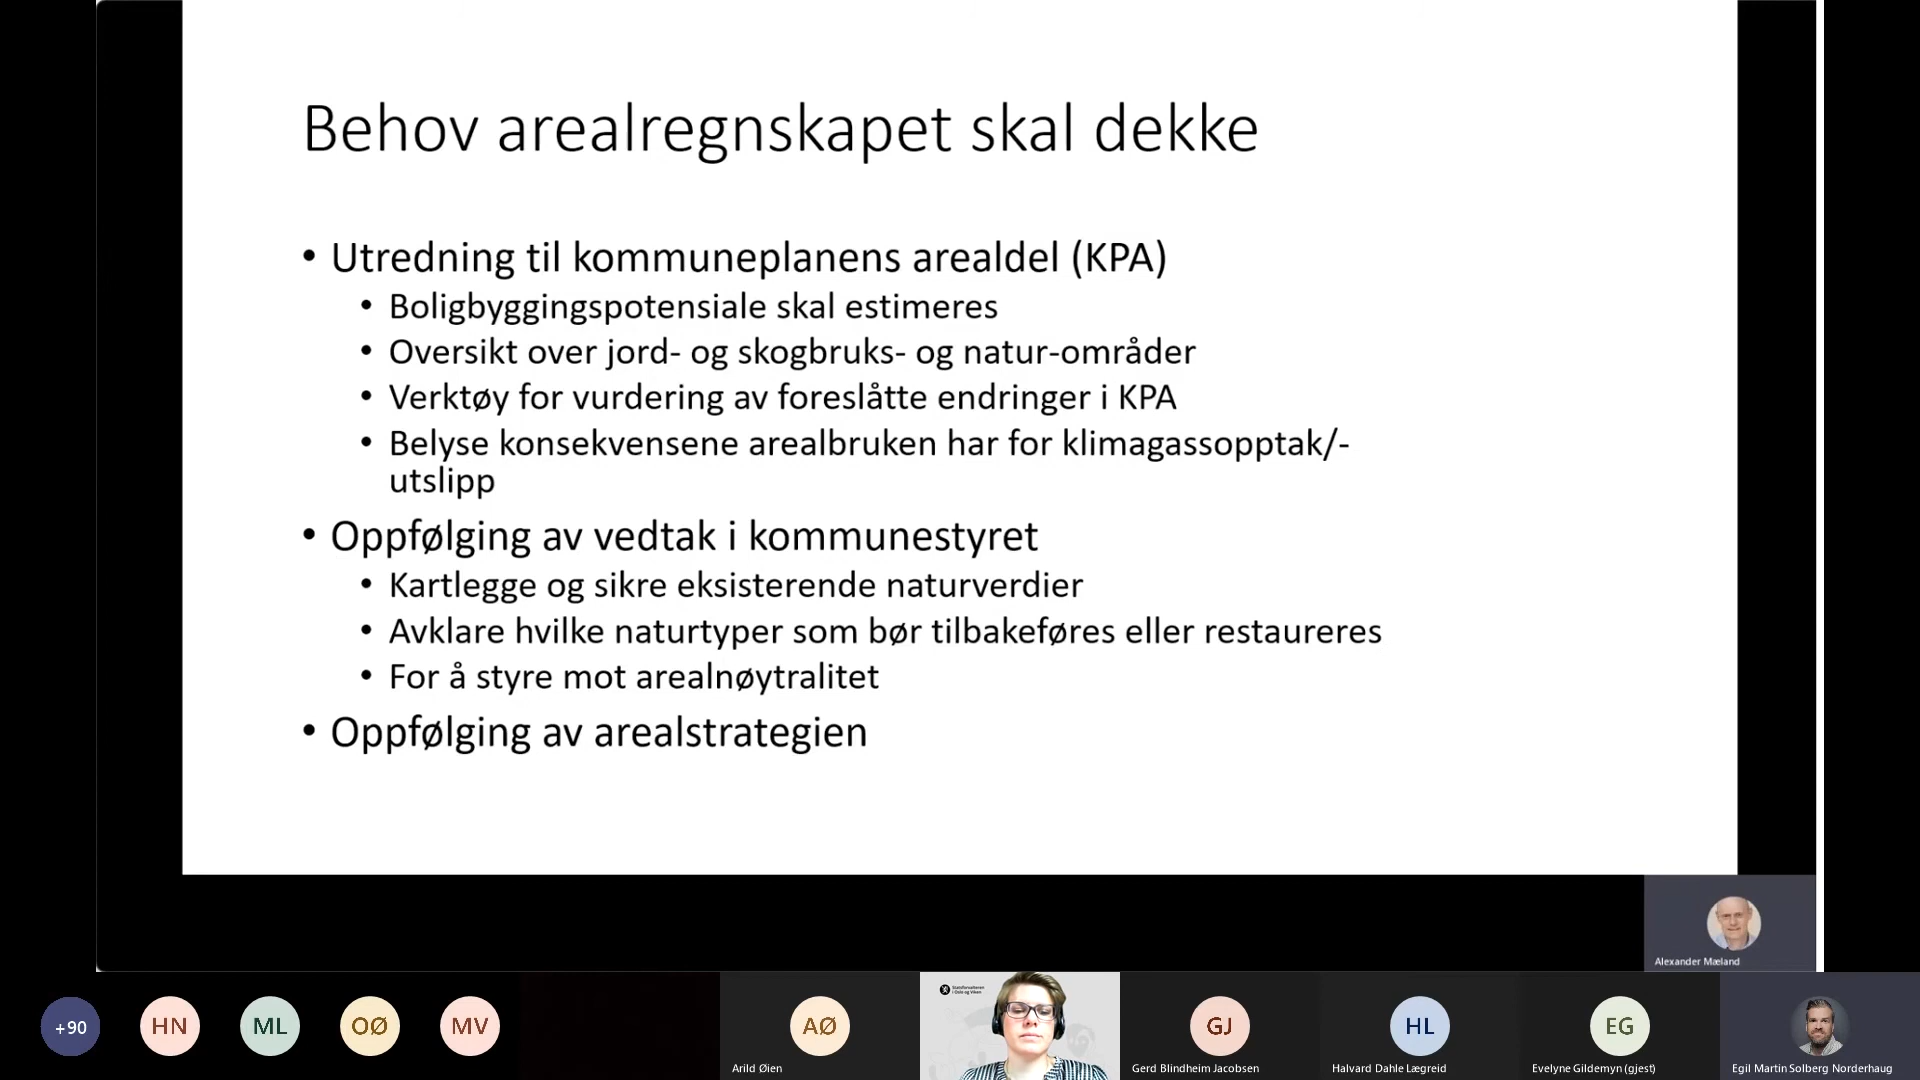 Behov arealregnskapet skal dekke
• Utredning til kommuneplanens arealdel (KPA)
• Boligbyggingspotensiale skal estimeres
• Oversikt over jord- og skogbruks- og natur-områder
• Verktøy for vurdering av foreslåtte endringer i KPA
• Belyse konsekvensene arealbruken har for klimagassopptak/-
utslipp
• Oppfølging av vedtak i kommunestyret
• Kartlegge og sikre eksisterende naturverdier
• Avklare hvilke naturtyper som bør tilbakeføres eller restaureres
• For å styre mot arealnøytralitet
• Oppfølging av arealstrategien
Alexander Mæland
+90
HN
ML
OØ
MV
AØ
Arild Øien
Statsforvalteren
i Oslo og Viken
GJ
Gerd Blindheim Jacobsen
HL
Halvard Dahle Lægreid
EG
Evelyne Gildemyn (gjest)
Egil Martin Solberg Norderhaug